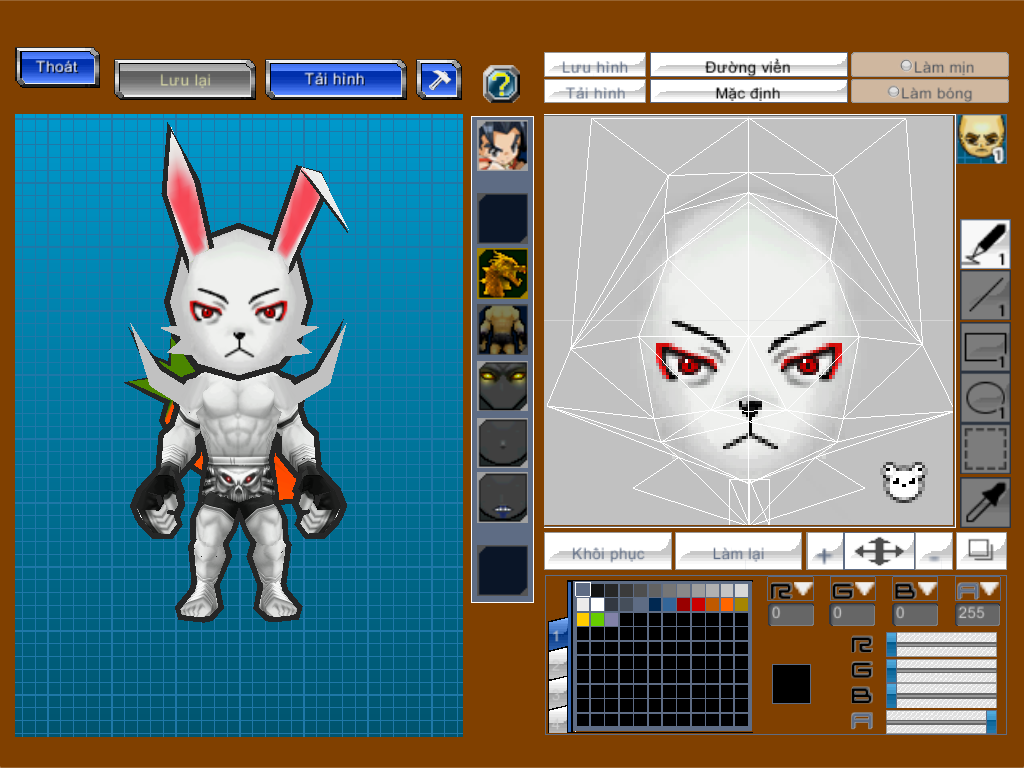 Thoát
Lưu lại
Tải hình
?
Lưu hình
Đường viền
Làm mịn
Tải hình
Mặc định
Làm bóng
1
1
1
1
1
Khôi phục
Làm lại
+
-
R
G
B
A
0
0
0
255
1
R
G
B
A